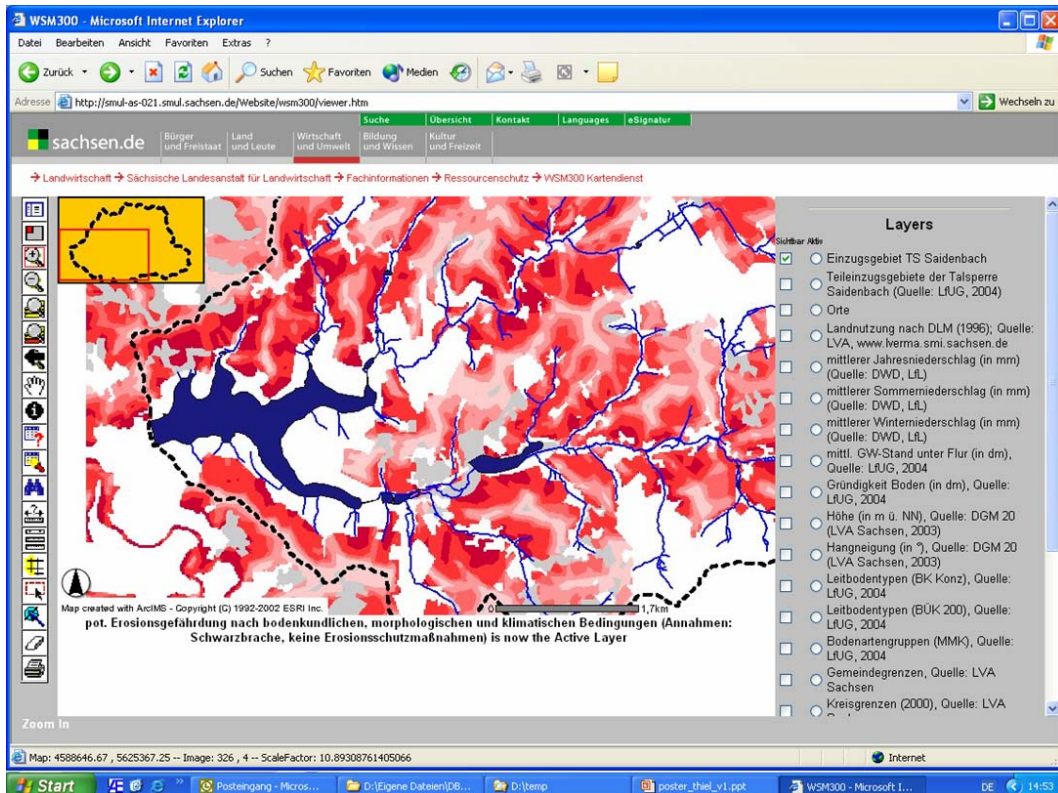 WSM300 - Microsoft Internet Explorer
Datei Bearbeiten Ansicht Favoriten Extras ?
Zurück Suchen Favoriten Medien
Adresse http://smul-as-021.smul.sachsen.de/Website/wsm300/viewer.htm Wechseln zu
Suche Übersicht Kontakt Languages eSignatur
sachsen.de
Bürger und Freistaat
Land und Leute
Wirtschaft und Umwelt
Bildung und Wissen
Kultur und Freizeit
→ Landwirtschaft → Sächsische Landesanstalt für Landwirtschaft → Fachinformationen → Ressourcenschutz → WSM300 Kartendienst
Layers
Sichtbar Aktiv
Einzugsgebiet TS Saidenbach
Teileinzugsgebiete der Talsperre
Saidenbach (Quelle: LfUG, 2004)
Orte
Landnutzung nach DLM (1996); Quelle:
LVA, www.lverma.smi.sachsen.de
mittlerer Jahresniederschlag (in mm)
(Quelle: DWD, LfL)
mittlerer Sommerniederschlag (in mm)
(Quelle: DWD, LfL)
mittlerer Winterniederschlag (in mm)
(Quelle: DWD, LfL)
mittl. GW-Stand unter Flur (in dm),
Quelle: LfUG, 2004
Gründigkeit Boden (in dm), Quelle:
LfUG, 2004
Höhe (in m ü. NN), Quelle: DGM 20
(LVA Sachsen, 2003)
Hangneigung (in °), Quelle: DGM 20
(LVA Sachsen, 2003)
Leitbodentypen (BK Konz), Quelle:
LfUG, 2004
Leitbodentypen (BÜK 200), Quelle:
LfUG, 2004
Bodenartengruppen (MMK), Quelle:
LfUG, 2004
Gemeindegrenzen, Quelle: LVA
Sachsen
Kreisgrenzen (2000), Quelle: LVA
0 1,7km
Map created with ArcIMS - Copyright (C) 1992-2002 ESRI Inc.
pot. Erosionsgefährdung nach bodenkundlichen, morphologischen und klimatischen Bedingungen (Annahmen:
Schwarzbrache, keine Erosionsschutzmaßnahmen) is now the Active Layer
Zoom In
Map: 4588646.67 , 5625367.25 -- Image: 326 , 4 -- ScaleFactor: 10.89308761405066
Internet
Start Posteingang - Micros... D:\Eigene Dateien\DB... D:\temp poster_thiel_v1.ppt WSM300 - Microsoft I... DE 14:53